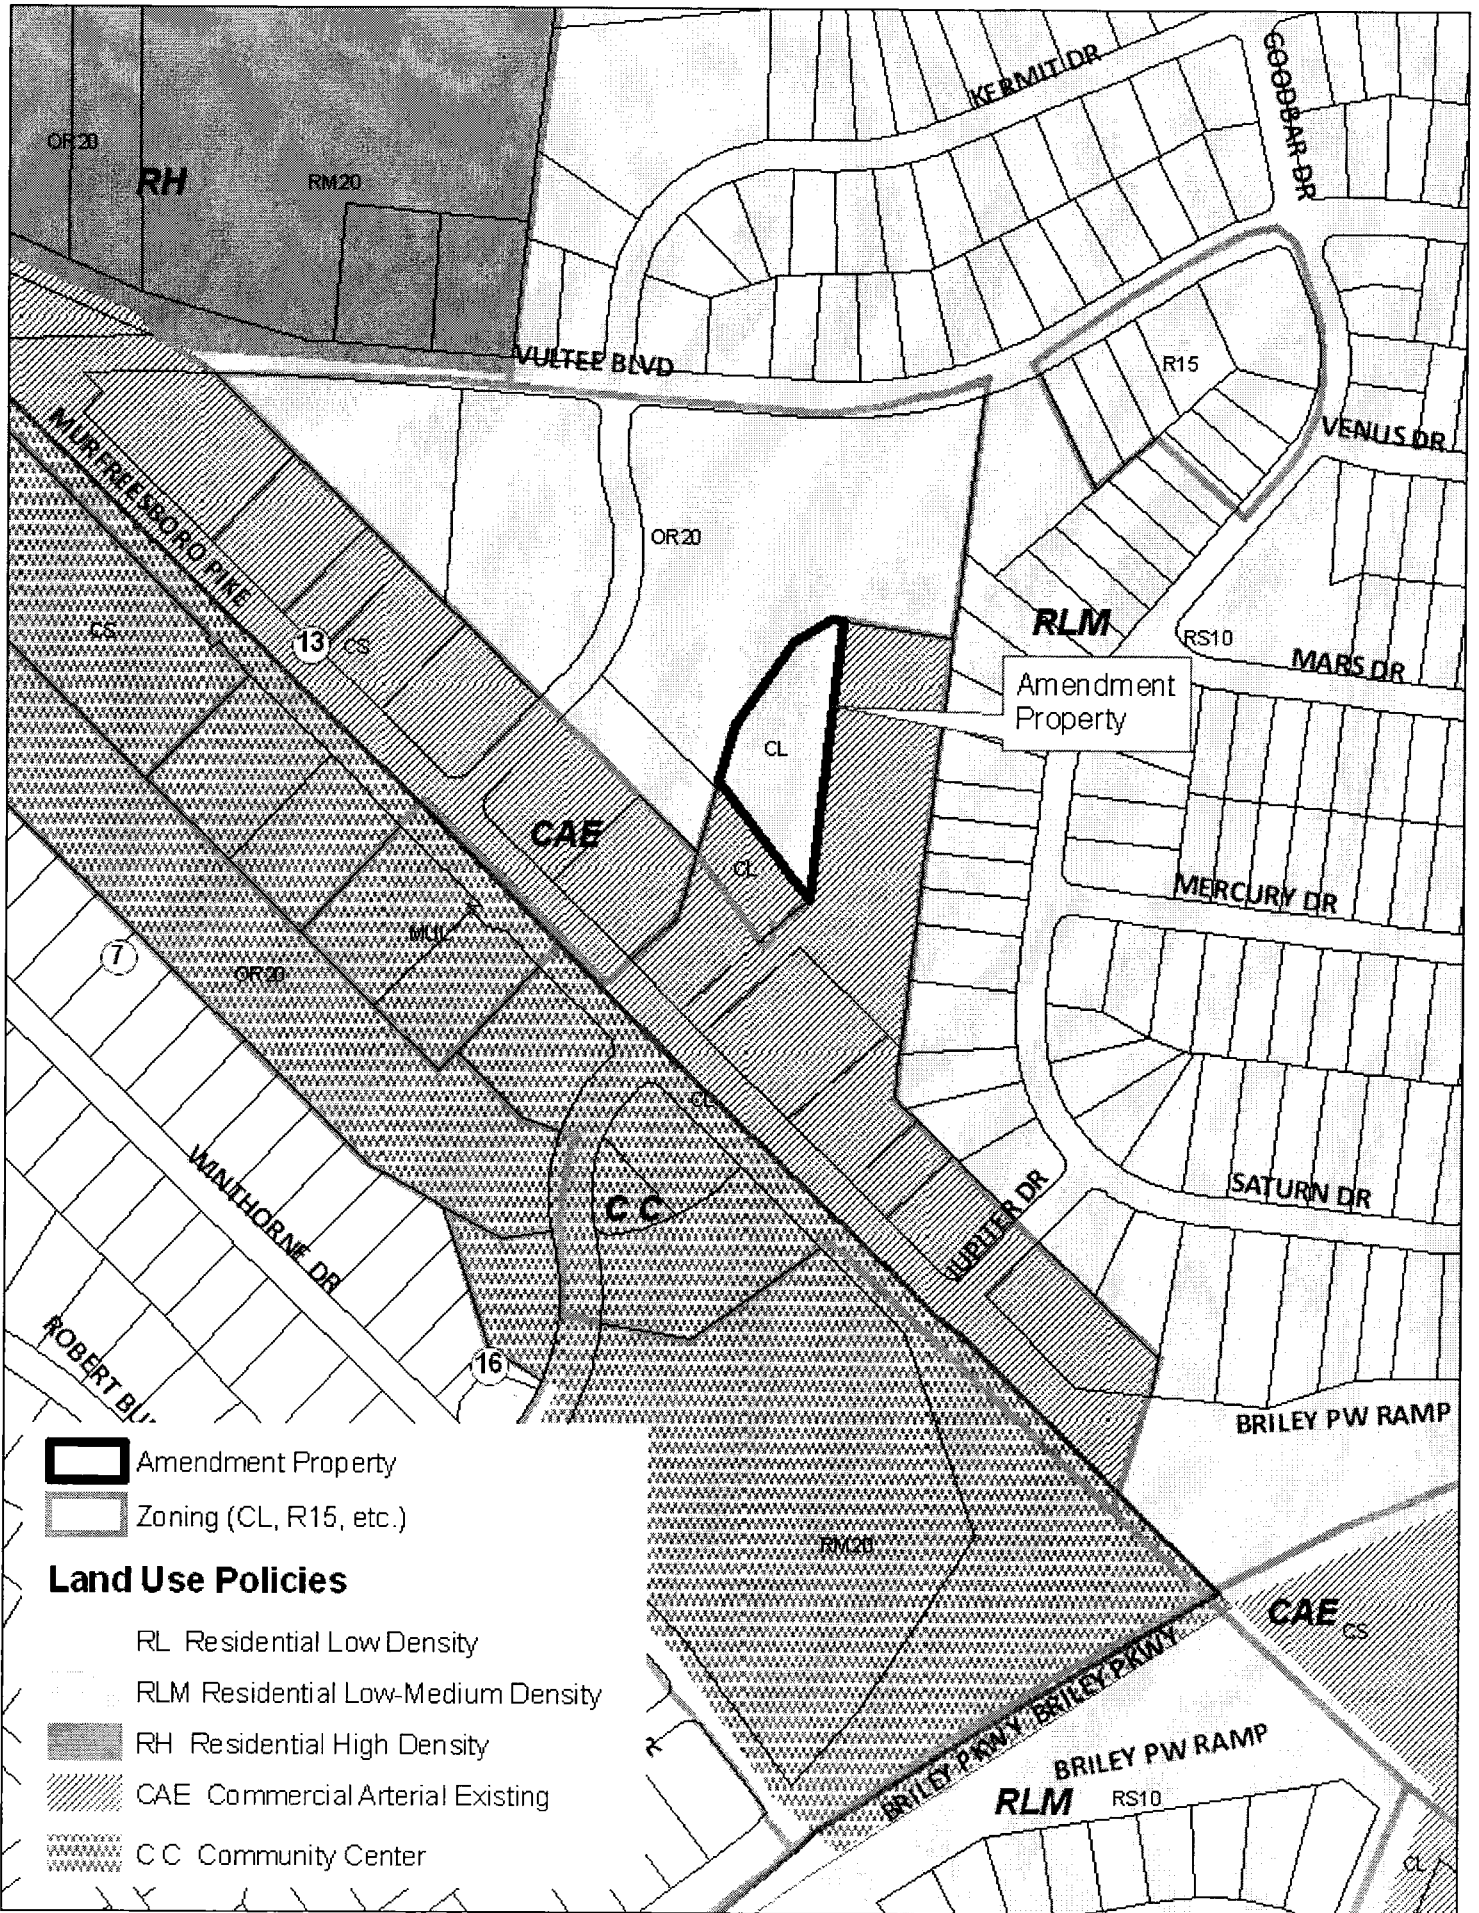 KERMIT DR
GOODBAR DR
OR20
RH
RM20
VULTEE BLVD
R15
VENUS DR
MURFREESBORO PIKE
OR20
CS
13
CS
RLM
RS10
MARS DR
Amendment
Property
CL
CAE
CL
MERCURY DR
MUL
7
OR20
CL
WINTHORNE DR
C C
JUPITER DR
SATURN DR
ROBERT BU
16
BRILEY PW RAMP
Amendment Property
Zoning (CL, R15, etc.)
RM20
Land Use Policies
CAE
CS
RL Residential Low Density
RLM Residential Low-Medium Density
RH Residential High Density
BRILEY PKWY BRILEY PKWY
BRILEY PW RAMP
CAE Commercial Arterial Existing
RLM
RS10
C C Community Center
CL